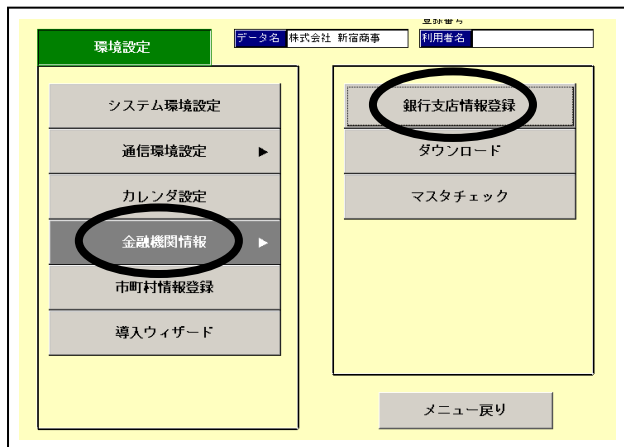 登録番号
環境設定
データ名 株式会社 新宿商事 利用者名
システム環境設定
通信環境設定 ▶
カレンダ設定
金融機関情報 ▶
市町村情報登録
導入ウィザード
銀行支店情報登録
ダウンロード
マスタチェック
メニュー戻り